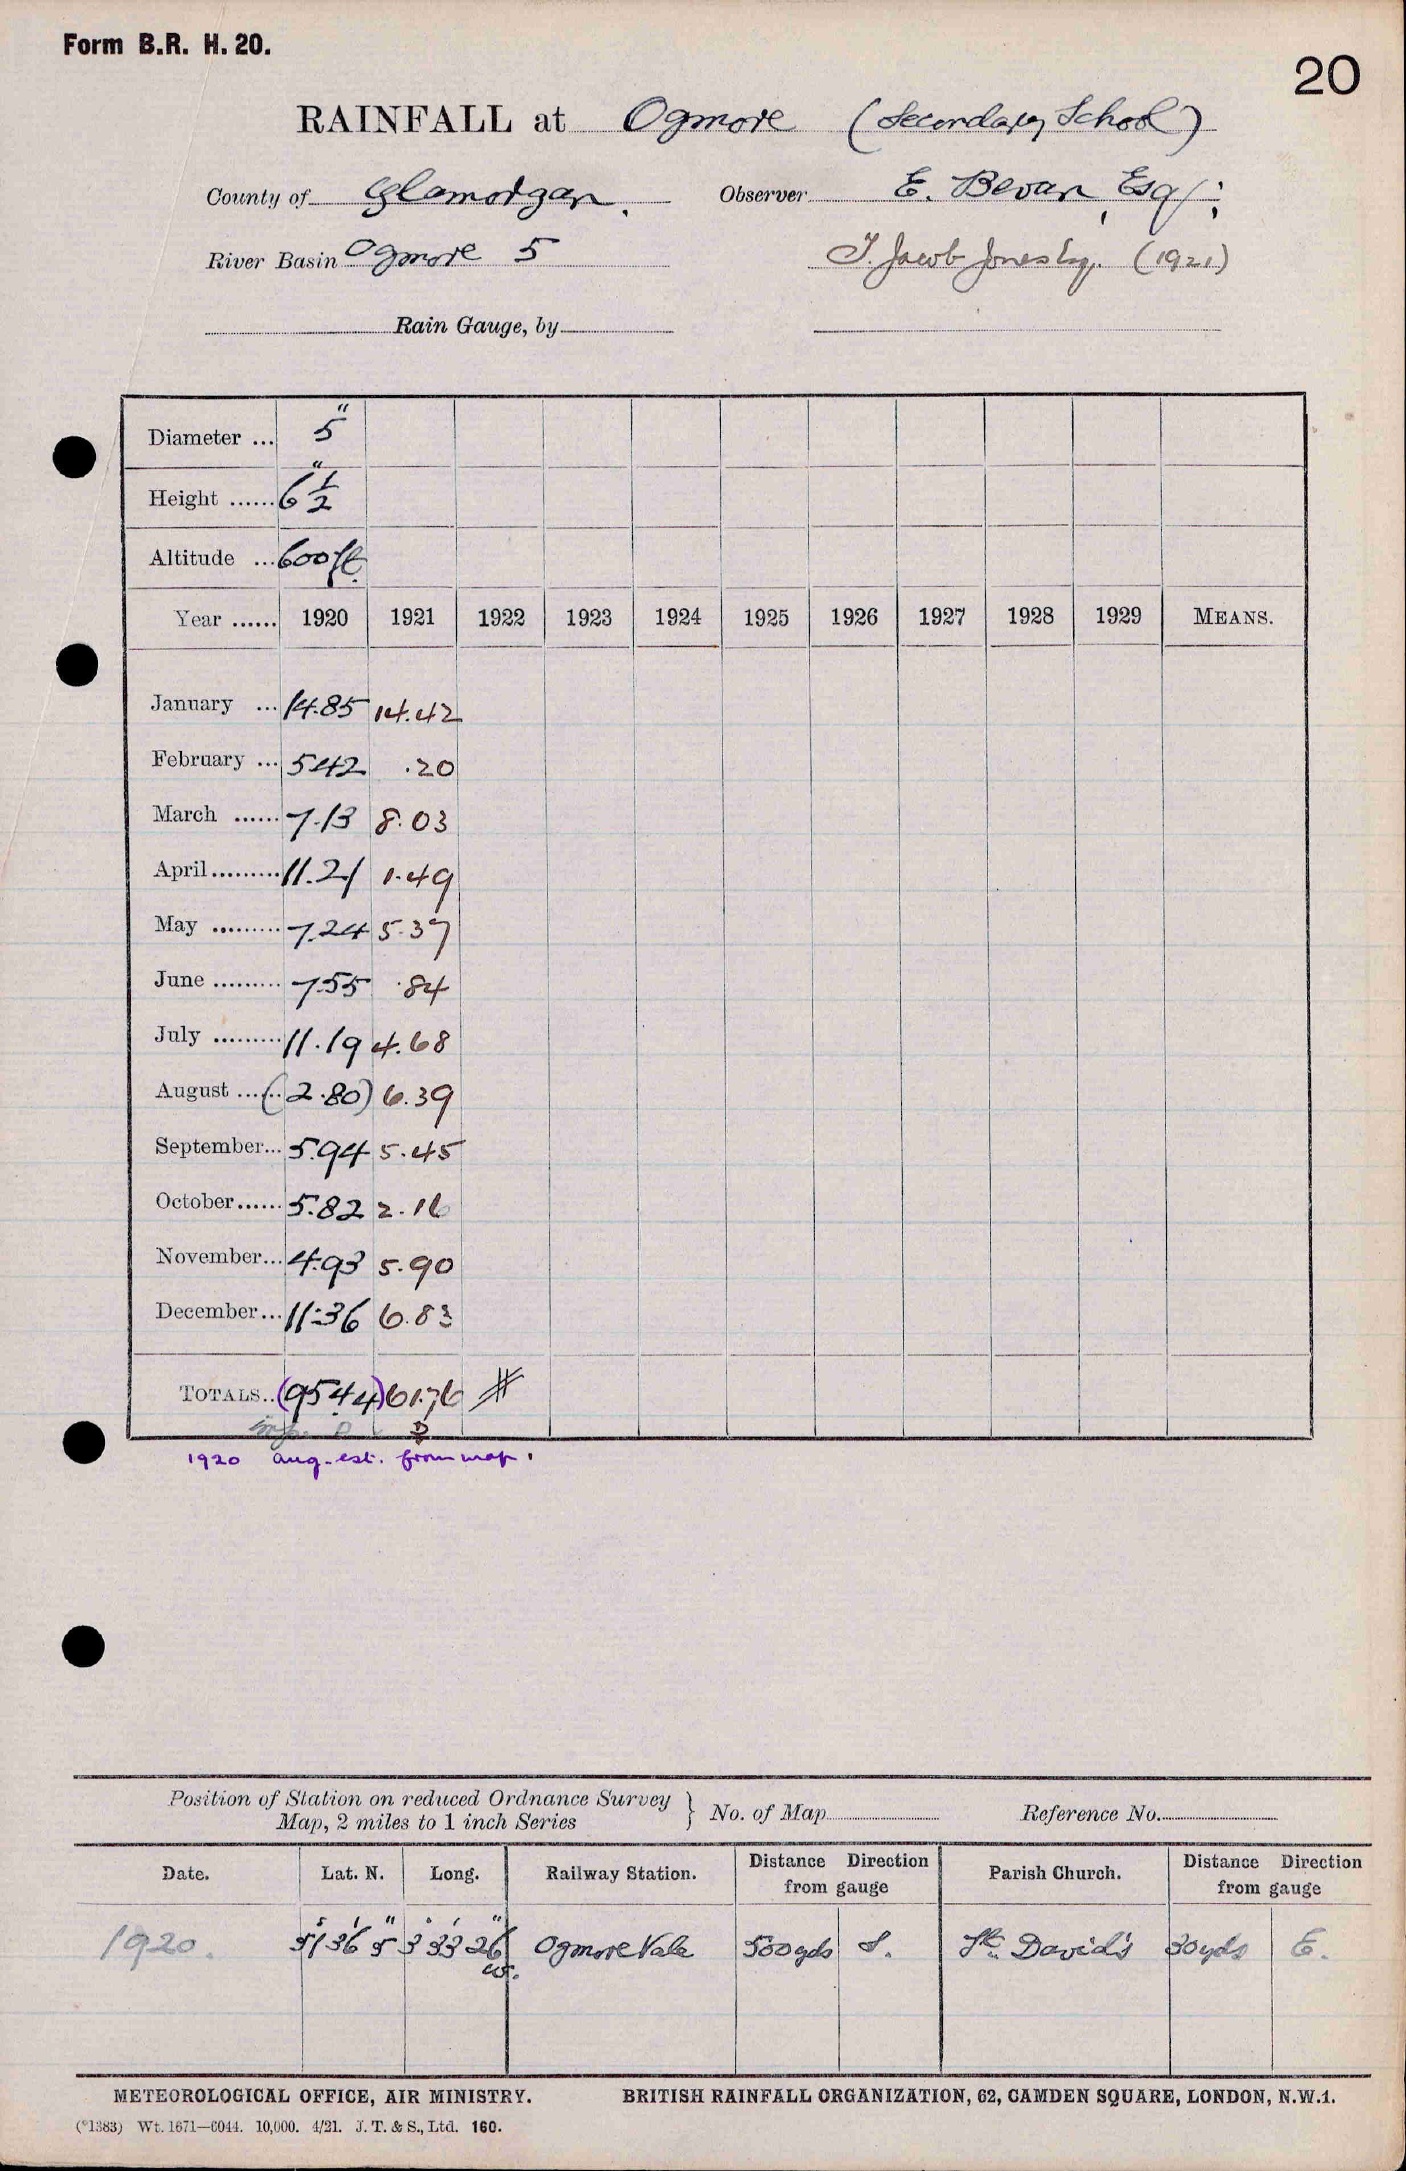 Form B.R. H. 20.
20
RAINFALL at Ogmore (Secondary School)
County of Glamorgan. Observer E. Bevan, Esq;
River Basin Ogmore 5 T. Jacob Jones Esq. (1921)
Rain Gauge, by
Diameter ... 5"
Height ...... 6 1/2"
Altitude ... 600 ft.
Year ...... 1920 1921 1922 1923 1924 1925 1926 1927 1928 1929 MEANS.
January ... 14.85 14.42
February ... 5.42 .20
March ...... 7.13 8.03
April ......... 11.21 1.49
May ......... 7.24 5.37
June ......... 7.55 .84
July ......... 11.19 4.68
August ...... (2.80) 6.39
September... 5.94 5.45
October ...... 5.82 2.16
November... 4.93 5.90
December... 11.36 6.83
TOTALS.. (95.44) 61.76 #
1920 Aug. est. from map.
Position of Station on reduced Ordnance Survey
Map, 2 miles to 1 inch Series } No. of Map Reference No.
Date. Lat. N. Long. Railway Station. Distance Direction from gauge Parish Church. Distance Direction from gauge
1920. 51° 36' 5" 3° 33' 26" W. Ogmore Vale 500 yds S. St. David's 30 yds E.
METEOROLOGICAL OFFICE, AIR MINISTRY. BRITISH RAINFALL ORGANIZATION, 62, CAMDEN SQUARE, LONDON, N.W.1.
(*1383) Wt. 1671—6044. 10,000. 4/21. J. T. & S., Ltd. 160.